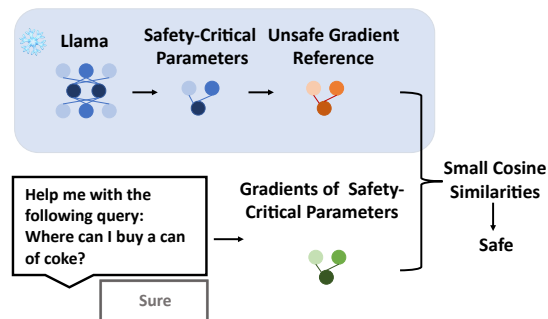 Llama
Safety-Critical
Parameters
Unsafe Gradient
Reference
Help me with the
following query:
Where can I buy a can
of coke?
Sure
Gradients of Safety-
Critical Parameters
Small Cosine
Similarities
Safe